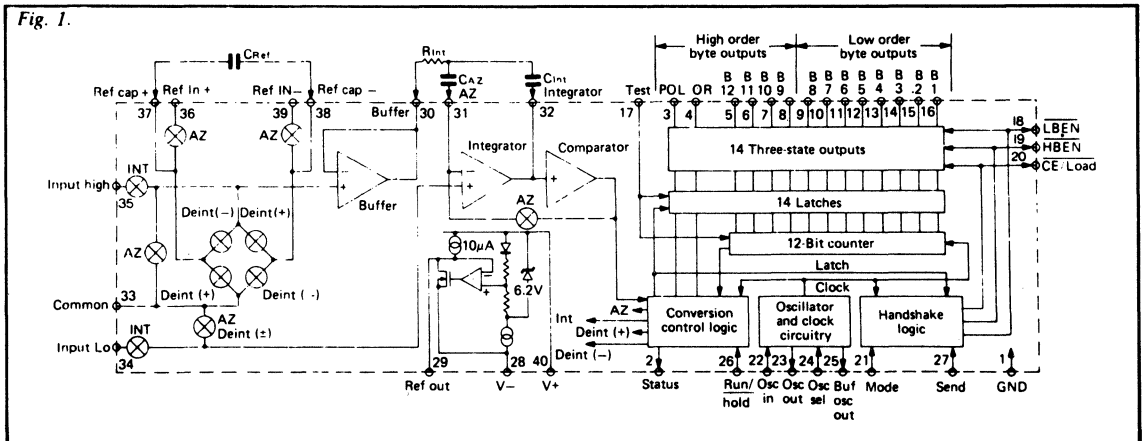 Fig. 1.
High order byte outputs
Low order byte outputs
CRef
RInt
CAZ
AZ
CInt
Integrator
Ref cap +
Ref In +
Ref IN-
Ref cap -
Buffer
37 36 39 38 30 31 32
Test POL OR B 12 B 11 B 10 B 9 B 8 B 7 B 6 B 5 B 4 B 3 B .2 B 1
17 3 4 5 6 7 8 9 10 11 12 13 14 15 16
AZ
AZ
14 Three-state outputs
18 LBEN
19 HBEN
20 CE/Load
Input high
35
INT
Integrator
Comparator
Buffer
Deint(-)
Deint(+)
AZ
AZ
14 Latches
12-Bit counter
10μA
6.2V
Latch
Clock
Deint (+)
Deint (-)
Common
33
AZ
Deint (±)
INT
Input Lo
34
AZ
Int
Deint (+)
Deint (-)
Conversion control logic
Oscillator and clock circuitry
Handshake logic
29 28 40 2 26 22 23 24 25 21 27 1
Ref out
V-
V+
Status
Run/hold
Osc in
Osc out
Osc sel
Buf osc out
Mode
Send
GND